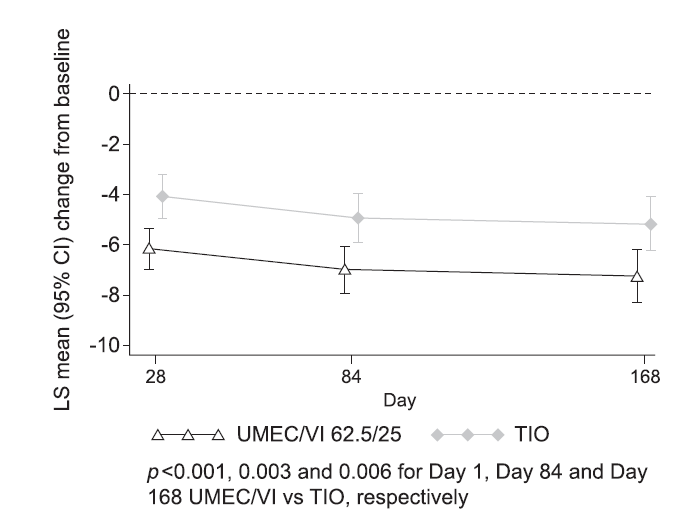 LS mean (95% CI) change from baseline
0
-2
-4
-6
-8
-10
28 84 168
Day
UMEC/VI 62.5/25 TIO
p<0.001, 0.003 and 0.006 for Day 1, Day 84 and Day
168 UMEC/VI vs TIO, respectively